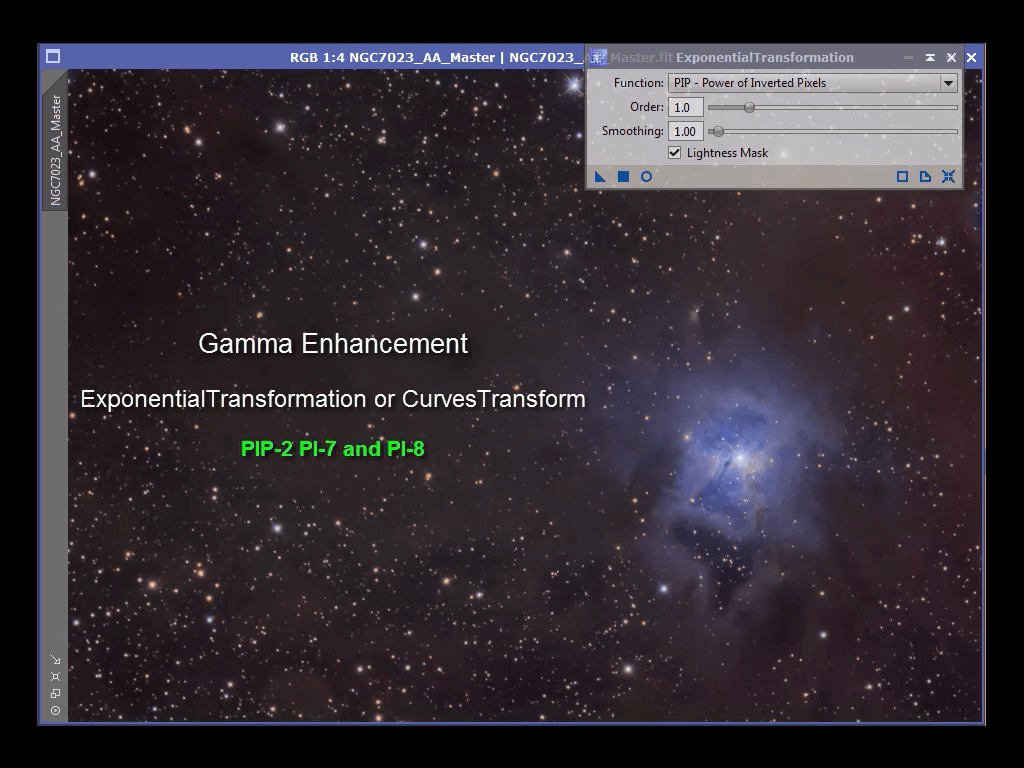 RGB 1:4 NGC7023_AA_Master | NGC7023_
Master.fit ExponentialTransformation
Function: PIP - Power of Inverted Pixels
Order: 1.0
Smoothing: 1.00
Lightness Mask
NGC7023_AA_Master
Gamma Enhancement
ExponentialTransformation or CurvesTransform
PIP-2 PI-7 and PI-8